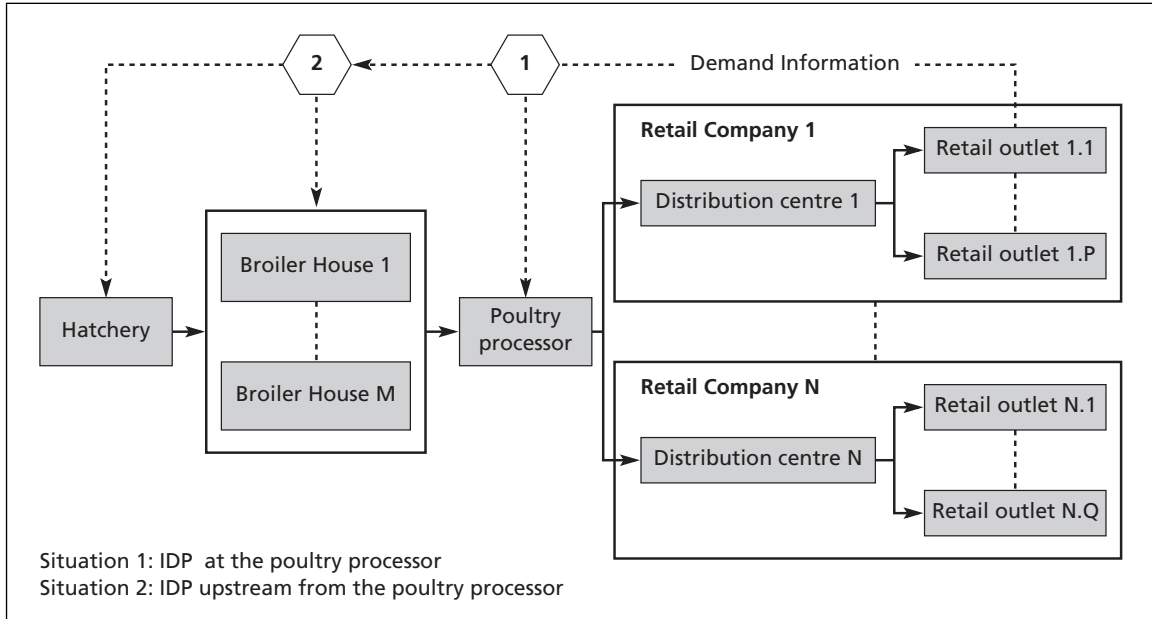 2
1
Demand Information
Retail Company 1
Retail outlet 1.1
Distribution centre 1
Retail outlet 1.P
Broiler House 1
Hatchery
Poultry
processor
Broiler House M
Retail Company N
Retail outlet N.1
Distribution centre N
Retail outlet N.Q
Situation 1: IDP at the poultry processor
Situation 2: IDP upstream from the poultry processor